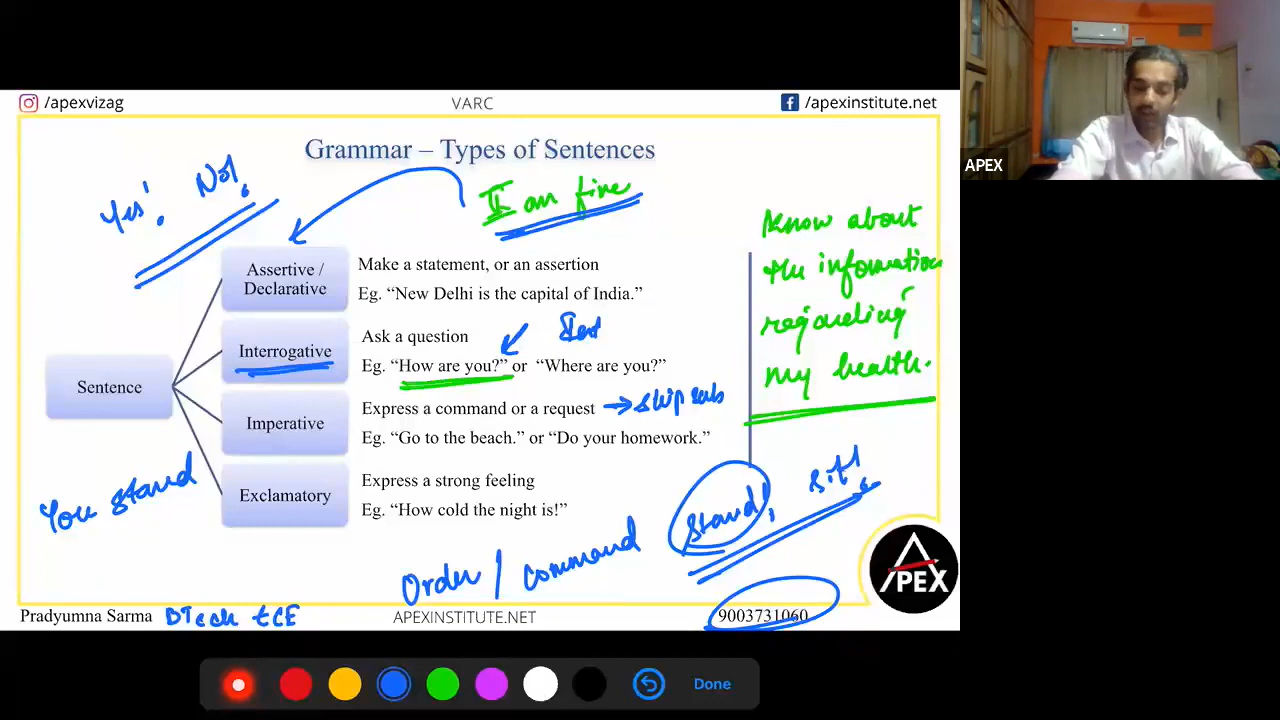 /apexvizag
VARC
/apexinstitute.net
Grammar – Types of Sentences
Yes! No!
I am fine
Know about
the information
regarding
my health.
Assertive /
Declarative
Make a statement, or an assertion
Eg. “New Delhi is the capital of India.”
Interrogative
Ask a question
Eg. “How are you?” or “Where are you?”
Sentence
Imperative
Express a command or a request
→ skip sub
Eg. “Go to the beach.” or “Do your homework.”
Exclamatory
Express a strong feeling
Eg. “How cold the night is!”
You stand
Stand! sit!
Order / command
APEX
Pradyumna Sarma BTech ECE
APEXINSTITUTE.NET
9003731060
APEX
Done